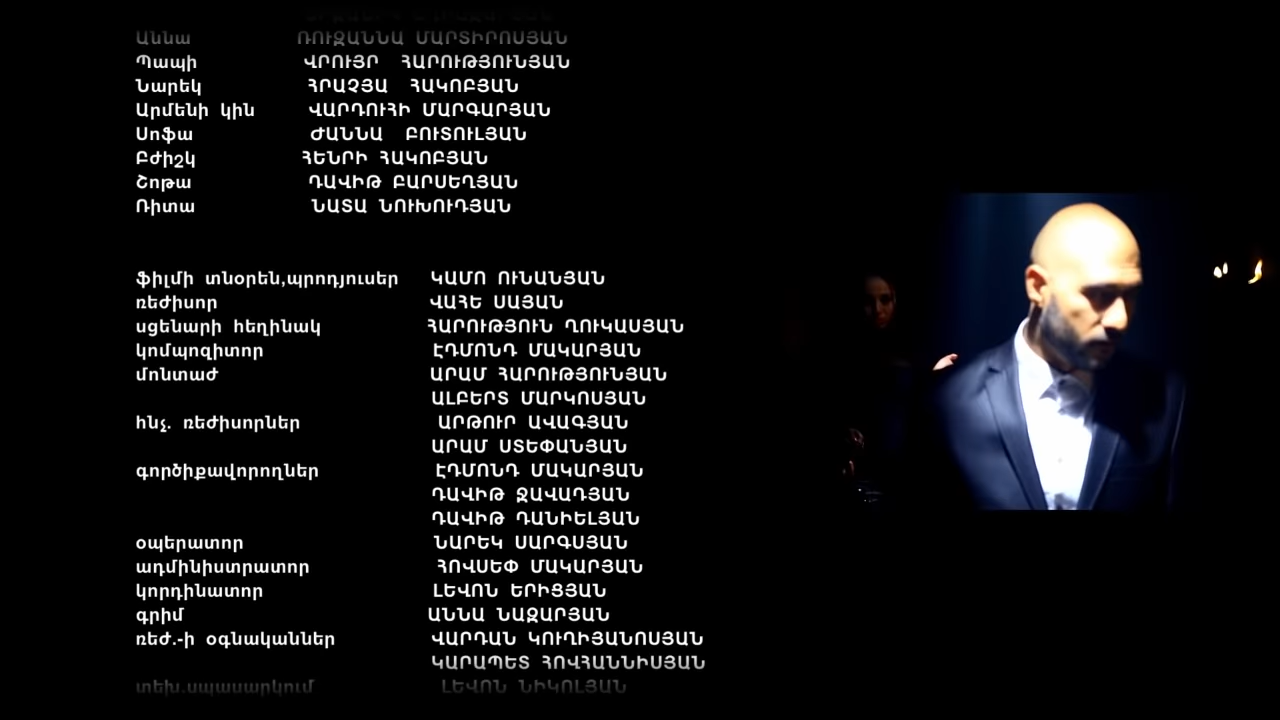 Աննա ՌՈՒԶԱՆՆԱ ՄԱՐՏԻՐՈՍՅԱՆ
Պապի ՎՐՈՒՅՐ ՀԱՐՈՒԹՅՈՒՆՅԱՆ
Նարեկ ՀՐԱՉՅԱ ՀԱԿՈԲՅԱՆ
Արմենի կին ՎԱՐԴՈՒՀԻ ՄԱՐԳԱՐՅԱՆ
Սոֆա ԺԱՆՆԱ ԲՈՒՏՈՒԼՅԱՆ
Բժիշկ ՀԵՆՐԻ ՀԱԿՈԲՅԱՆ
Շոթա ԴԱՎԻԹ ԲԱՐՍԵՂՅԱՆ
Ռիտա ՆԱՏԱ ՆՈՒԽՈՒԴՅԱՆ
ֆիլմի տնօրեն,պրոդյուսեր ԿԱՄՈ ՈՒՆԱՆՅԱՆ
ռեժիսոր ՎԱՀԵ ՍԱՅԱՆ
սցենարի հեղինակ ՀԱՐՈՒԹՅՈՒՆ ՂՈՒԿԱՍՅԱՆ
կոմպոզիտոր ԷԴՄՈՆԴ ՄԱԿԱՐՅԱՆ
մոնտաժ ԱՐԱՄ ՀԱՐՈՒԹՅՈՒՆՅԱՆ
ԱԼԲԵՐՏ ՄԱՐԿՈՍՅԱՆ
հնչ. ռեժիսորներ ԱՐԹՈՒՐ ԱՎԱԳՅԱՆ
ԱՐԱՄ ՍՏԵՓԱՆՅԱՆ
գործիքավորողներ ԷԴՄՈՆԴ ՄԱԿԱՐՅԱՆ
ԴԱՎԻԹ ՋԱՎԱԴՅԱՆ
ԴԱՎԻԹ ԴԱՆԻԵԼՅԱՆ
օպերատոր ՆԱՐԵԿ ՍԱՐԳՍՅԱՆ
ադմինիստրատոր ՀՈՎՍԵՓ ՄԱԿԱՐՅԱՆ
կորդինատոր ԼԵՎՈՆ ԵՐԻՑՅԱՆ
գրիմ ԱՆՆԱ ՆԱԶԱՐՅԱՆ
ռեժ.-ի օգնականներ ՎԱՐԴԱՆ ԿՈՒՂԻՅԱՆՈՍՅԱՆ
ԿԱՐԱՊԵՏ ՀՈՎՀԱՆՆԻՍՅԱՆ
տեխ.սպասարկում ԼԵՎՈՆ ՆԻԿՈԼՅԱՆ